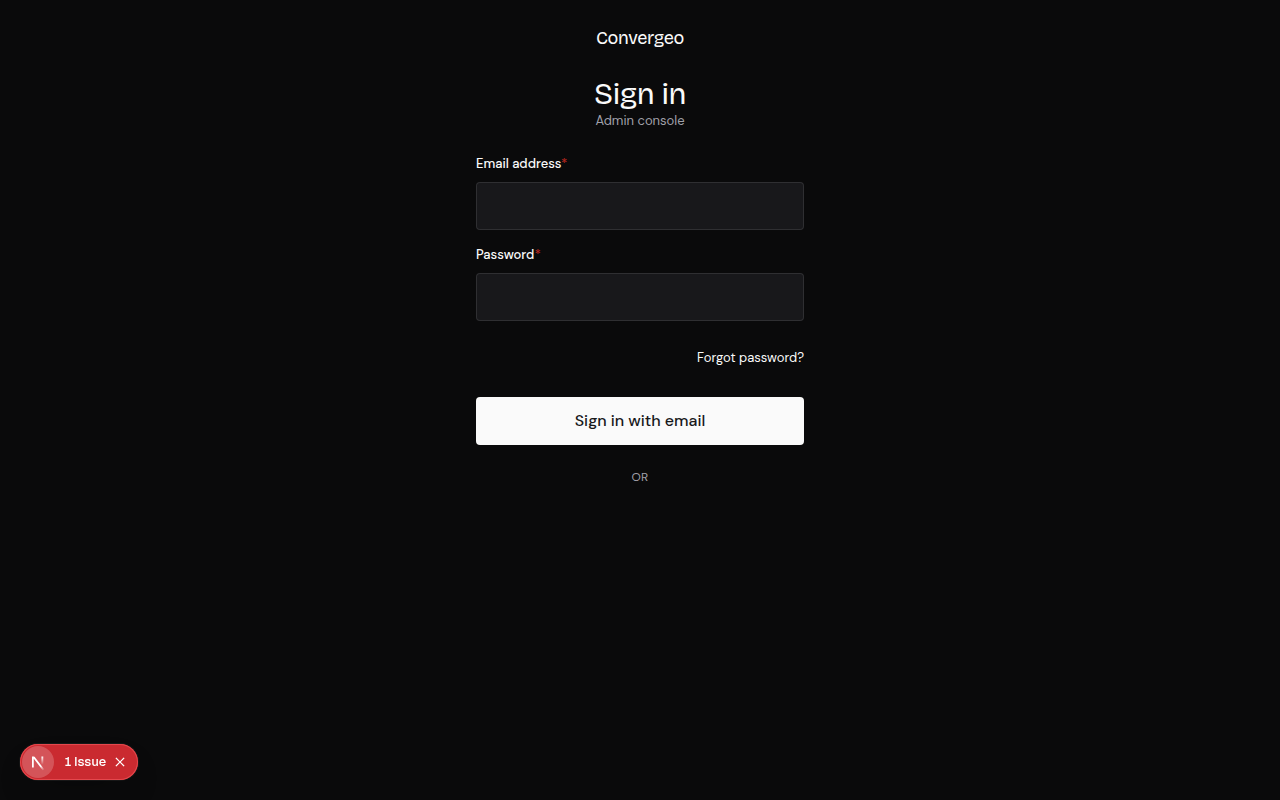 Convergeo
Sign in
Admin console
Email address*
Password*
Forgot password?
Sign in with email
OR
N 1 Issue